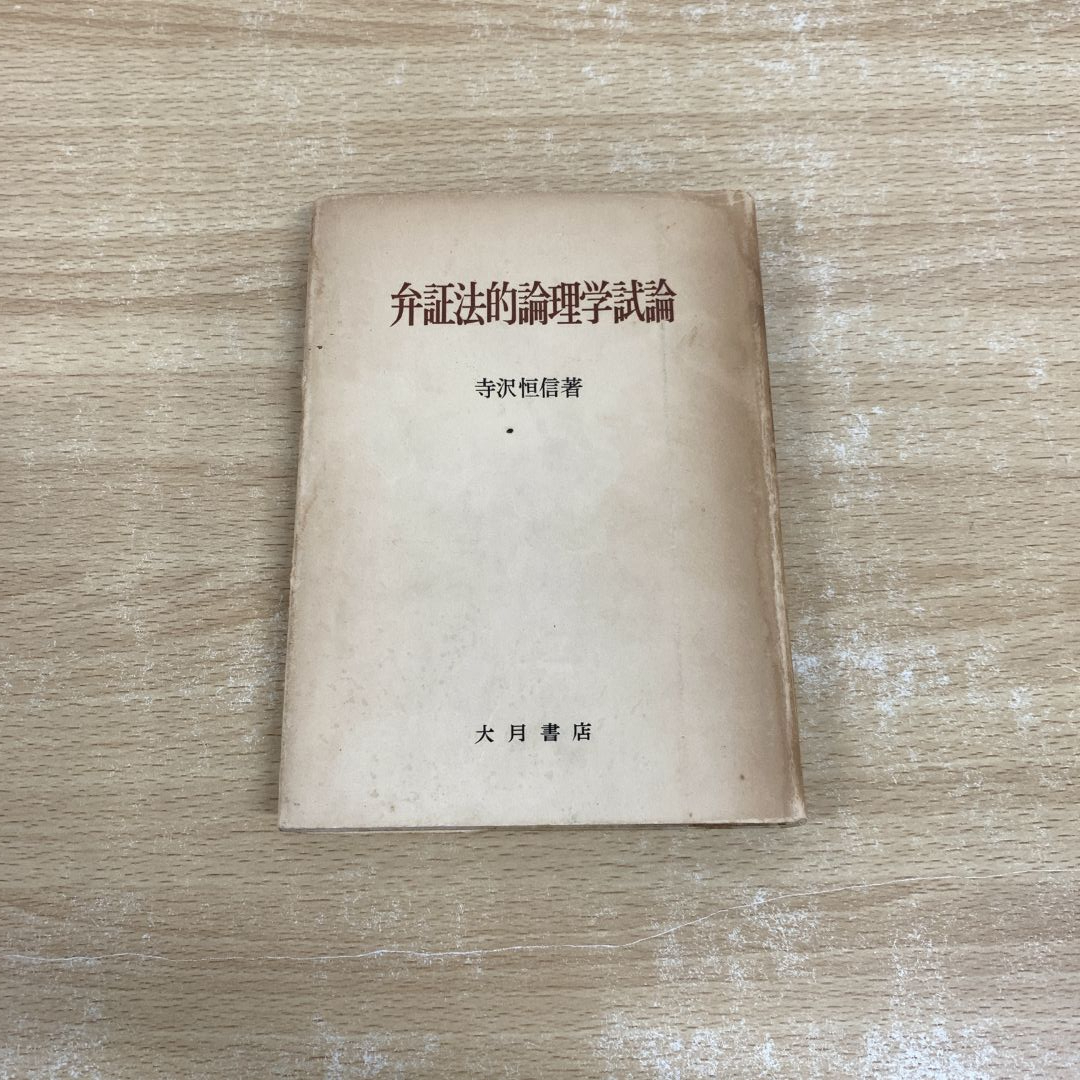 弁証法的論理学試論
寺沢恒信著
大月書店